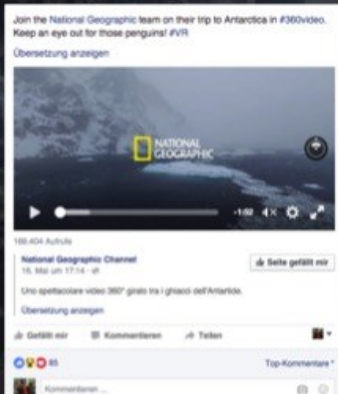 Join the National Geographic team on their trip to Antarctica in #360video.
Keep an eye out for those penguins! #VR
Übersetzung anzeigen
NATIONAL
GEOGRAPHIC
-1:52
166.404 Aufrufe
National Geographic Channel
Seite gefällt mir
16. Mai um 17:14
Uno spettacolare video 360° girato tra i ghiacci dell'Antartide.
Übersetzung anzeigen
Gefällt mir Kommentieren Teilen
85
Top-Kommentare
Kommentieren ...